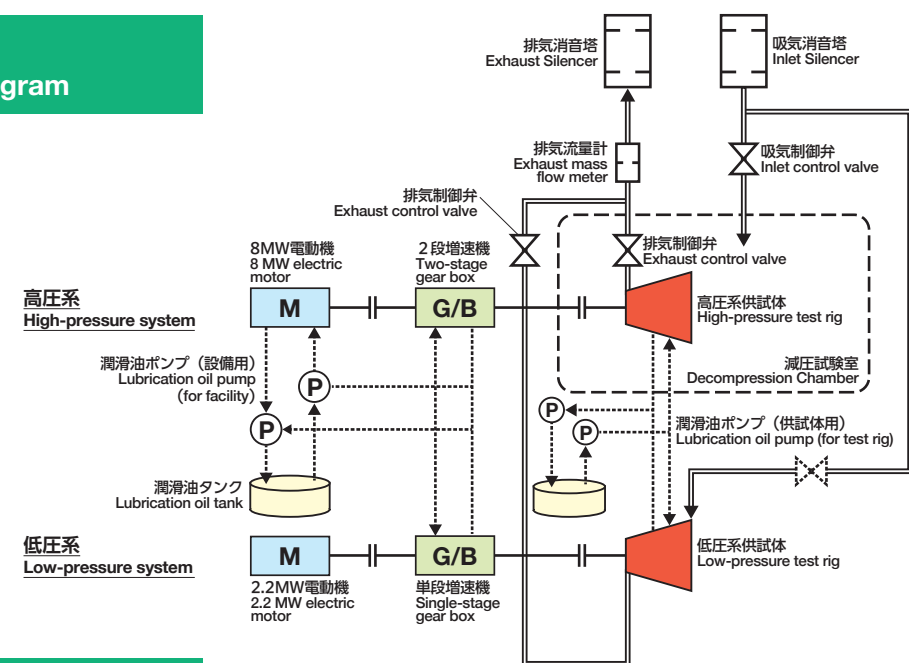 gram
排気消音塔
Exhaust Silencer
吸気消音塔
Inlet Silencer
排気流量計
Exhaust mass
flow meter
吸気制御弁
Inlet control valve
排気制御弁
Exhaust control valve
排気制御弁
Exhaust control valve
8MW電動機
8 MW electric
motor
2段増速機
Two-stage
gear box
高圧系
High-pressure system
M
G/B
高圧系供試体
High-pressure test rig
潤滑油ポンプ（設備用）
Lubrication oil pump
(for facility)
P
P
減圧試験室
Decompression Chamber
P
P
潤滑油ポンプ（供試体用）
Lubrication oil pump (for test rig)
潤滑油タンク
Lubrication oil tank
低圧系
Low-pressure system
M
G/B
低圧系供試体
Low-pressure test rig
2.2MW電動機
2.2 MW electric
motor
単段増速機
Single-stage
gear box